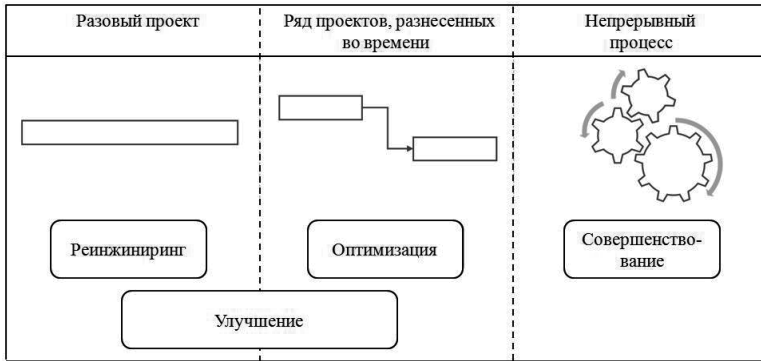 Разовый проект
Ряд проектов, разнесенных
во времени
Непрерывный
процесс
Реинжиниринг
Оптимизация
Совершенство-
вание
Улучшение